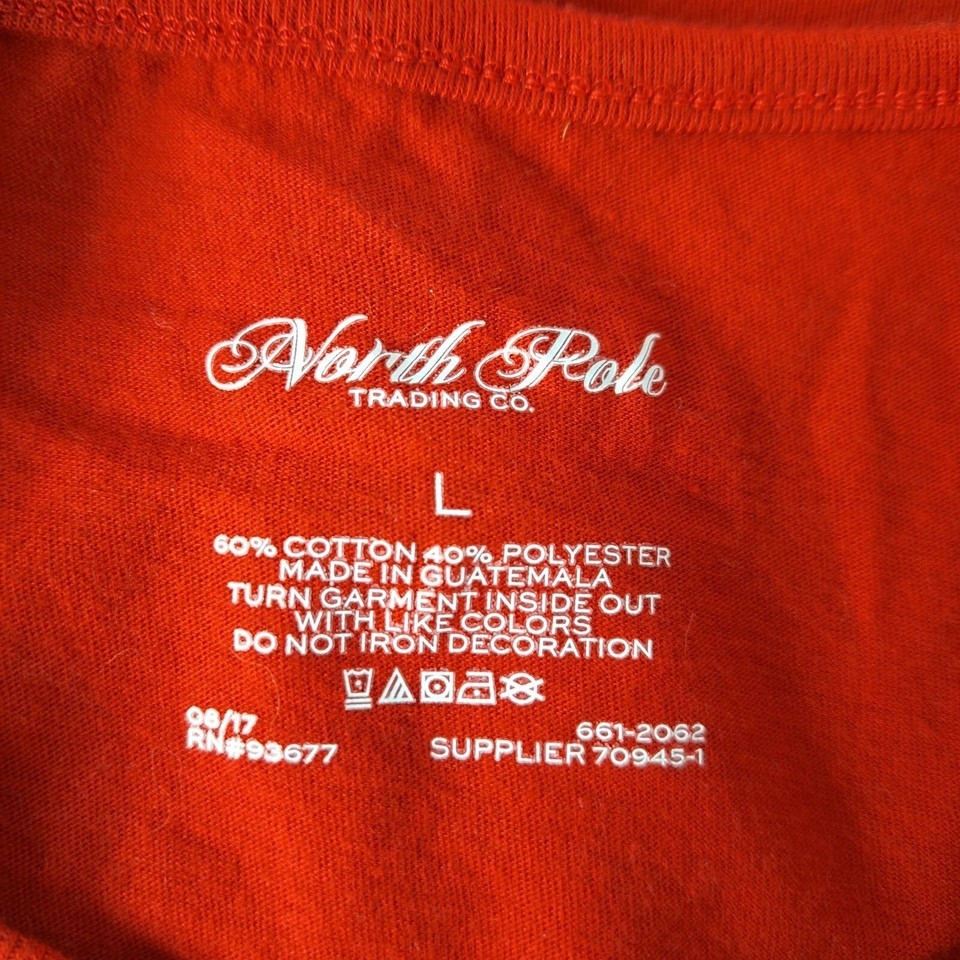 North Pole
TRADING CO.
L
60% COTTON 40% POLYESTER
MADE IN GUATEMALA
TURN GARMENT INSIDE OUT
WITH LIKE COLORS
DO NOT IRON DECORATION
08/17
661-2062
RN#93677
SUPPLIER 70945-1